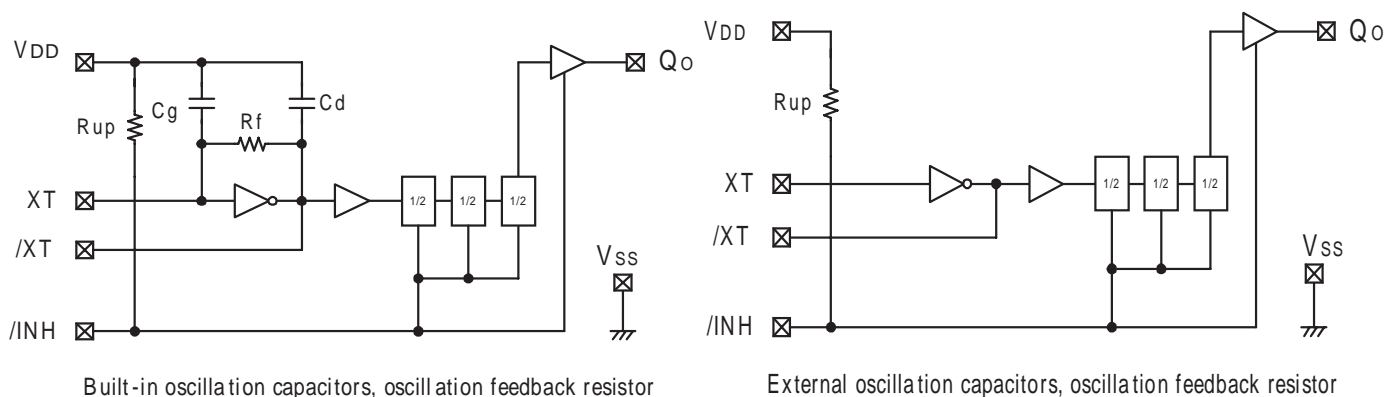 VDD
Cg
Cd
Rup
Rf
QO
XT
1/2
1/2
1/2
/XT
VSS
/INH
Built-in oscillation capacitors, oscillation feedback resistor
VDD
Rup
QO
XT
1/2
1/2
1/2
/XT
VSS
/INH
External oscillation capacitors, oscillation feedback resistor